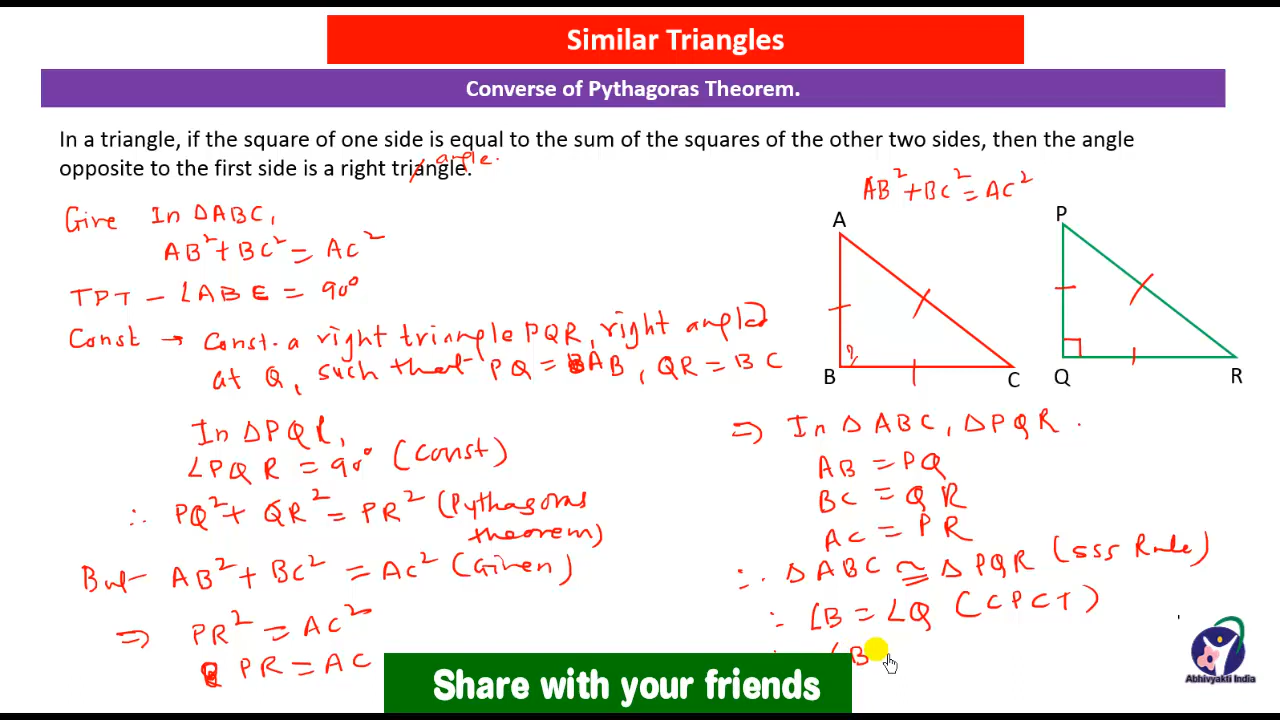 Similar Triangles
Converse of Pythagoras Theorem.
In a triangle, if the square of one side is equal to the sum of the squares of the other two sides, then the angle
opposite to the first side is a right triangle.
angle.
Give In ΔABC,
AB² + BC² = AC²
TPT – ∠ABC = 90°
Const → Const. a right triangle PQR, right angled
at Q, such that PQ = AB, QR = BC
In ΔPQR,
∠PQR = 90° (Const)
∴ PQ² + QR² = PR² (Pythagoras
theorem)
But AB² + BC² = AC² (Given)
⇒ PR² = AC²
PR = AC
AB² + BC² = AC²
A
B
?
C
P
Q
R
⇒ In ΔABC, ΔPQR.
AB = PQ
BC = QR
AC = PR
∴ ΔABC ≅ ΔPQR (SSS Rule)
∴ ∠B = ∠Q (CPCT)
∴ ∠B
Share with your friends
Abhivyakti India